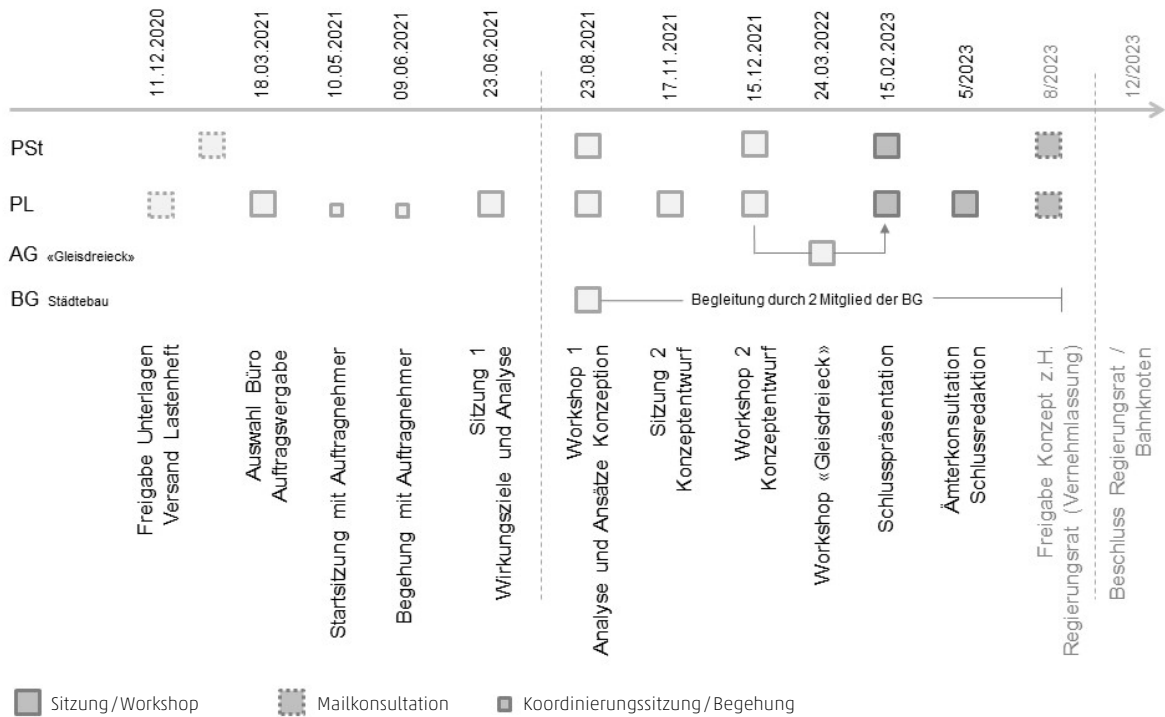 11.12.2020
18.03.2021
10.05.2021
09.06.2021
23.06.2021
23.08.2021
17.11.2021
15.12.2021
24.03.2022
15.02.2023
5/2023
8/2023
12/2023
PSt
PL
AG «Gleisdreieck»
BG Städtebau
Begleitung durch 2 Mitglied der BG
Freigabe Unterlagen
Versand Lastenheft
Auswahl Büro
Auftragsvergabe
Startsitzung mit Auftragnehmer
Begehung mit Auftragnehmer
Sitzung 1
Wirkungsziele und Analyse
Workshop 1
Analyse und Ansätze Konzeption
Sitzung 2
Konzeptentwurf
Workshop 2
Konzeptentwurf
Workshop «Gleisdreieck»
Schlusspräsentation
Ämterkonsultation
Schlussredaktion
Freigabe Konzept z.H.
Regierungsrat (Vernehmlassung)
Beschluss Regierungsrat /
Bahnknoten
Sitzung/Workshop
Mailkonsultation
Koordinierungssitzung/Begehung